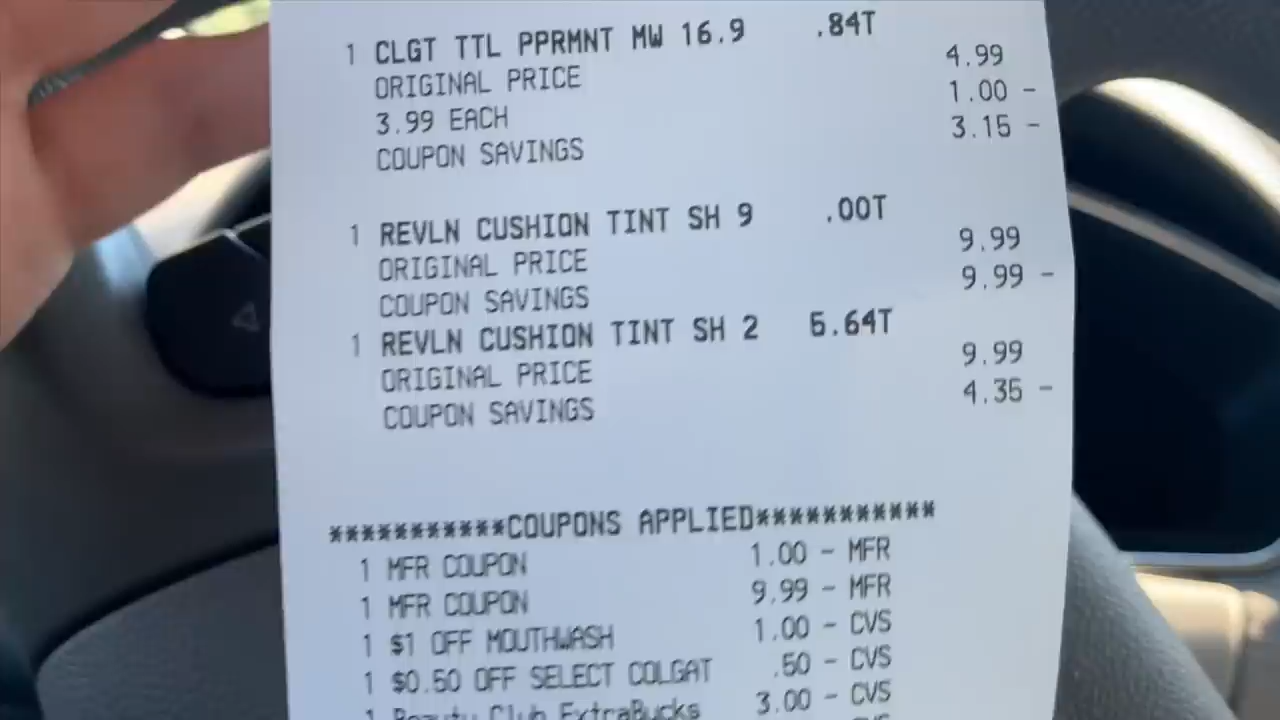 1 CLGT TTL PPRMNT MW 16.9 .84T
ORIGINAL PRICE 4.99
3.99 EACH 1.00 -
COUPON SAVINGS 3.15 -
1 REVLN CUSHION TINT SH 9 .00T
ORIGINAL PRICE 9.99
COUPON SAVINGS 9.99 -
1 REVLN CUSHION TINT SH 2 5.64T
ORIGINAL PRICE 9.99
COUPON SAVINGS 4.35 -
***********COUPONS APPLIED***********
1 MFR COUPON 1.00 - MFR
1 MFR COUPON 9.99 - MFR
1 $1 OFF MOUTHWASH 1.00 - CVS
1 $0.50 OFF SELECT COLGAT .50 - CVS
1 Beauty Club ExtraBucks 3.00 - CVS